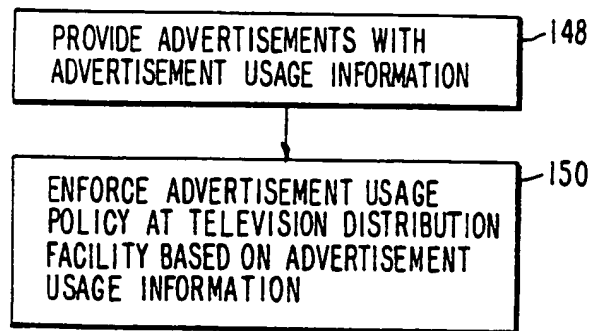 PROVIDE ADVERTISEMENTS WITH
ADVERTISEMENT USAGE INFORMATION
148
ENFORCE ADVERTISEMENT USAGE
POLICY AT TELEVISION DISTRIBUTION
FACILITY BASED ON ADVERTISEMENT
USAGE INFORMATION
150